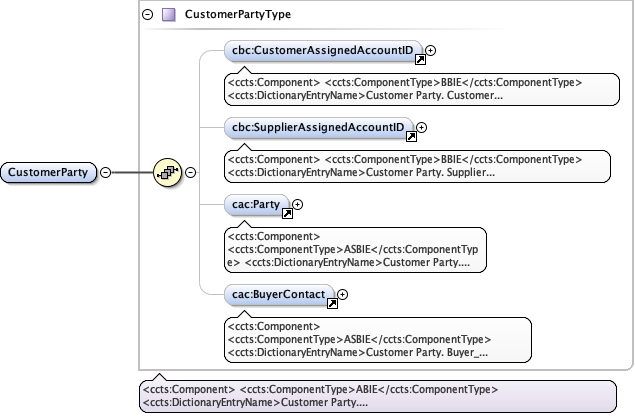 CustomerPartyType
cbc:CustomerAssignedAccountID
<ccts:Component> <ccts:ComponentType>BBIE</ccts:ComponentType>
<ccts:DictionaryEntryName>Customer Party. Customer...
cbc:SupplierAssignedAccountID
<ccts:Component> <ccts:ComponentType>BBIE</ccts:ComponentType>
<ccts:DictionaryEntryName>Customer Party. Supplier...
CustomerParty
cac:Party
<ccts:Component>
<ccts:ComponentType>ASBIE</ccts:ComponentTyp
e> <ccts:DictionaryEntryName>Customer Party....
cac:BuyerContact
<ccts:Component>
<ccts:ComponentType>ASBIE</ccts:ComponentType>
<ccts:DictionaryEntryName>Customer Party. Buyer_...
<ccts:Component> <ccts:ComponentType>ABIE</ccts:ComponentType>
<ccts:DictionaryEntryName>Customer Party....